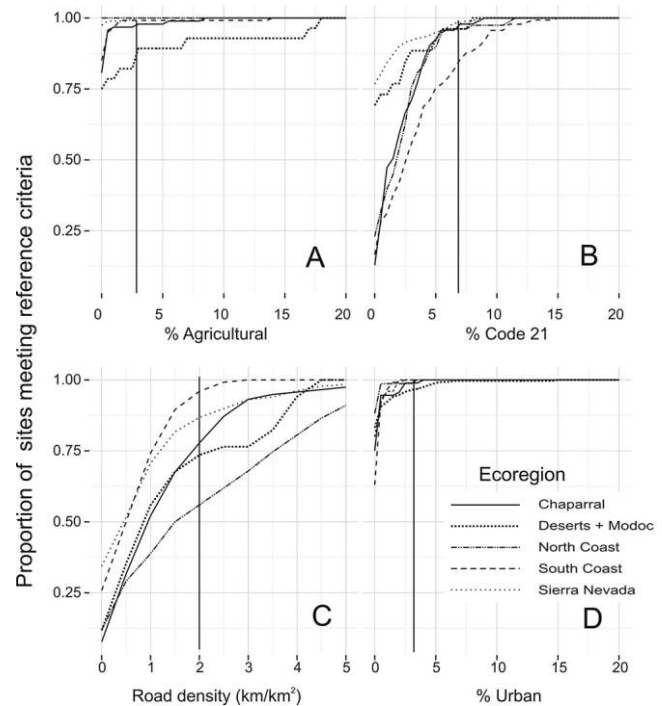 Proportion of sites meeting reference criteria
1.00
0.75
0.50
0.25
A
0 5 10 15 20
% Agricultural
B
0 5 10 15 20
% Code 21
1.00
0.75
0.50
0.25
C
0 1 2 3 4 5
Road density (km/km²)
Ecoregion
Chaparral
Deserts + Modoc
North Coast
South Coast
Sierra Nevada
D
0 5 10 15 20
% Urban